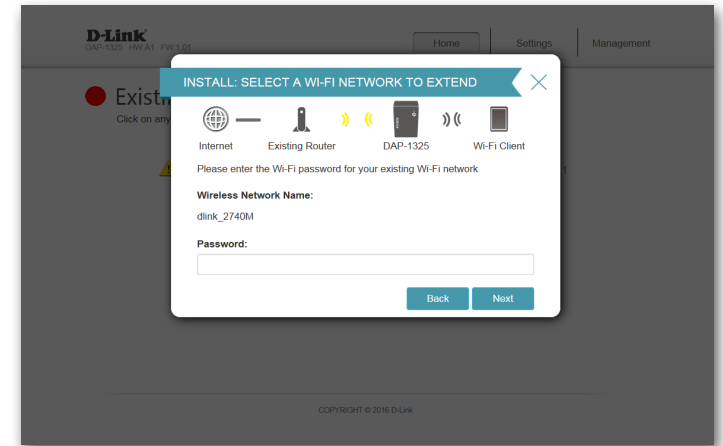 D-Link
DAP-1325 HW:A1 FW:1.01
Home
Settings
Management
INSTALL: SELECT A WI-FI NETWORK TO EXTEND
Click on any
Internet
Existing Router
DAP-1325
Wi-Fi Client
Please enter the Wi-Fi password for your existing Wi-Fi network
Wireless Network Name:
dlink_2740M
Password:
Back
Next
COPYRIGHT © 2016 D-Link